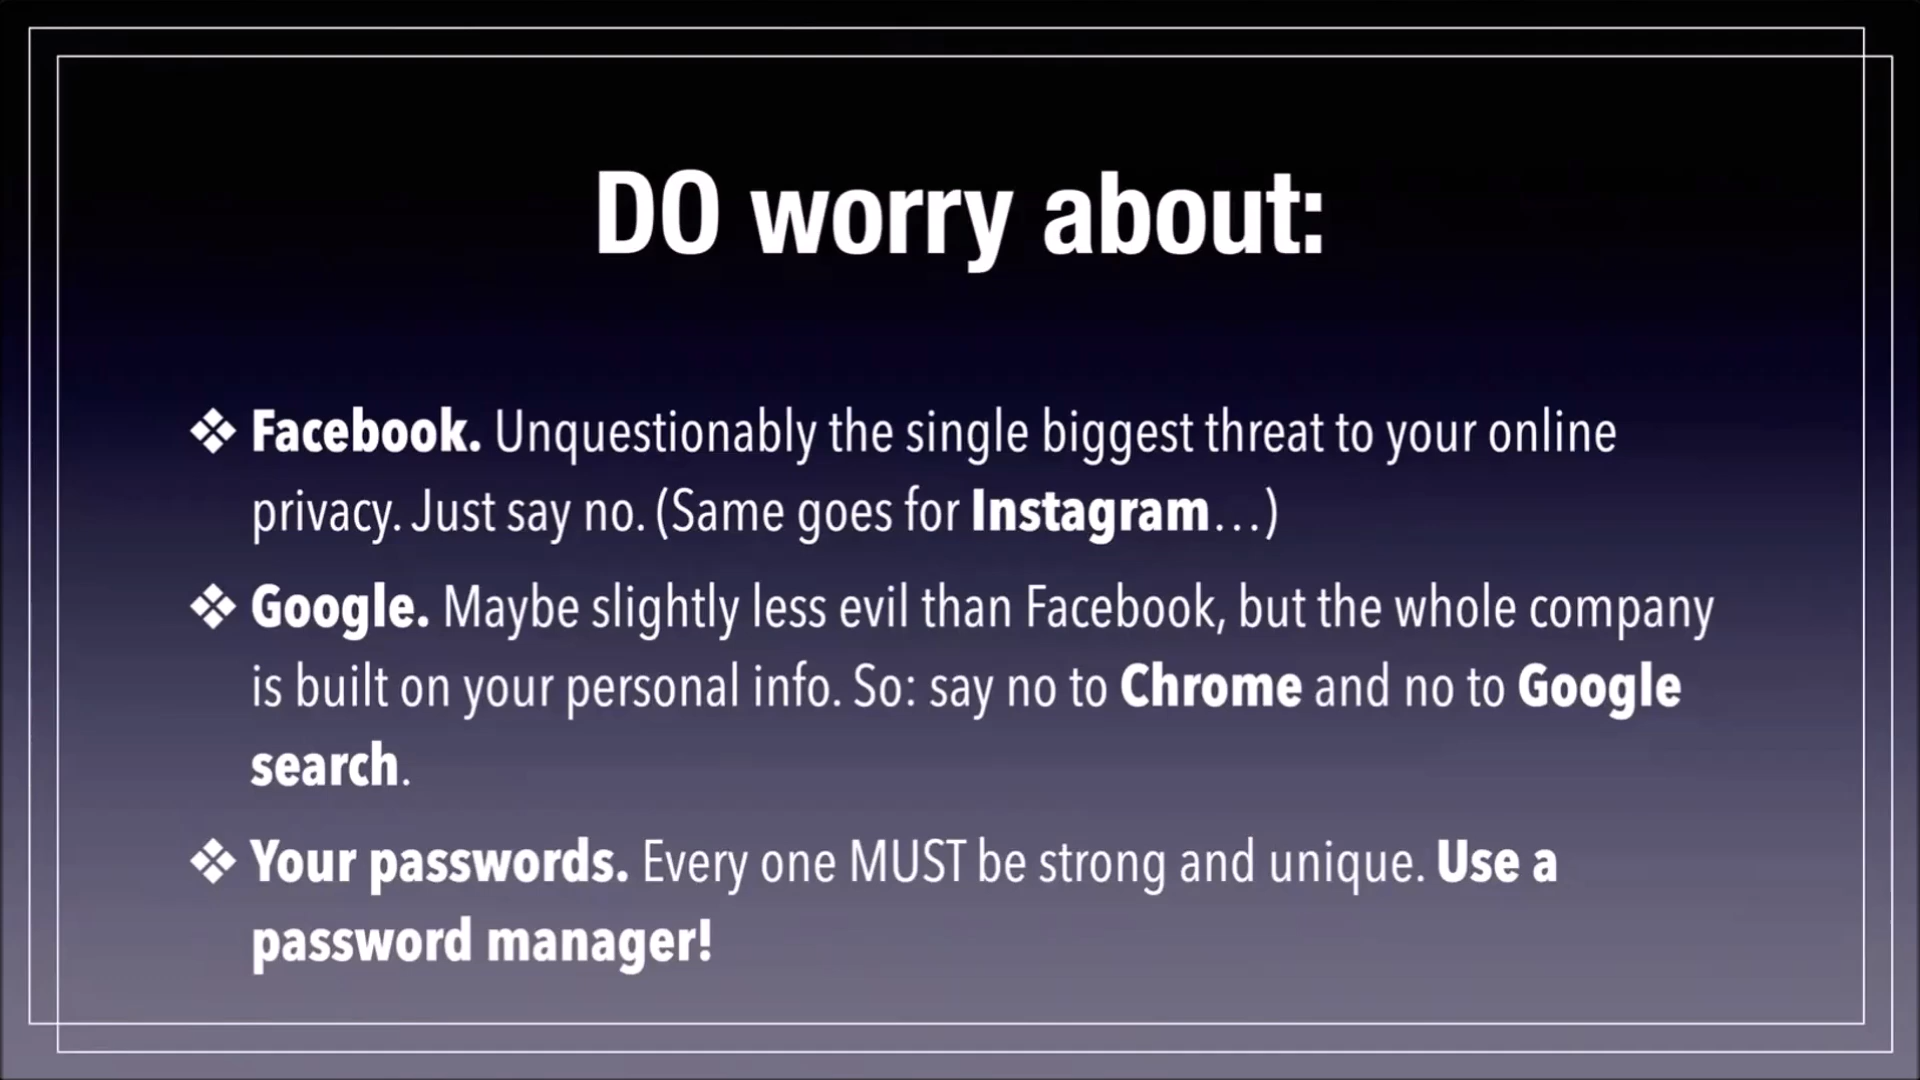 DO worry about:
❖ Facebook. Unquestionably the single biggest threat to your online
privacy. Just say no. (Same goes for Instagram…)
❖ Google. Maybe slightly less evil than Facebook, but the whole company
is built on your personal info. So: say no to Chrome and no to Google
search.
❖ Your passwords. Every one MUST be strong and unique. Use a
password manager!